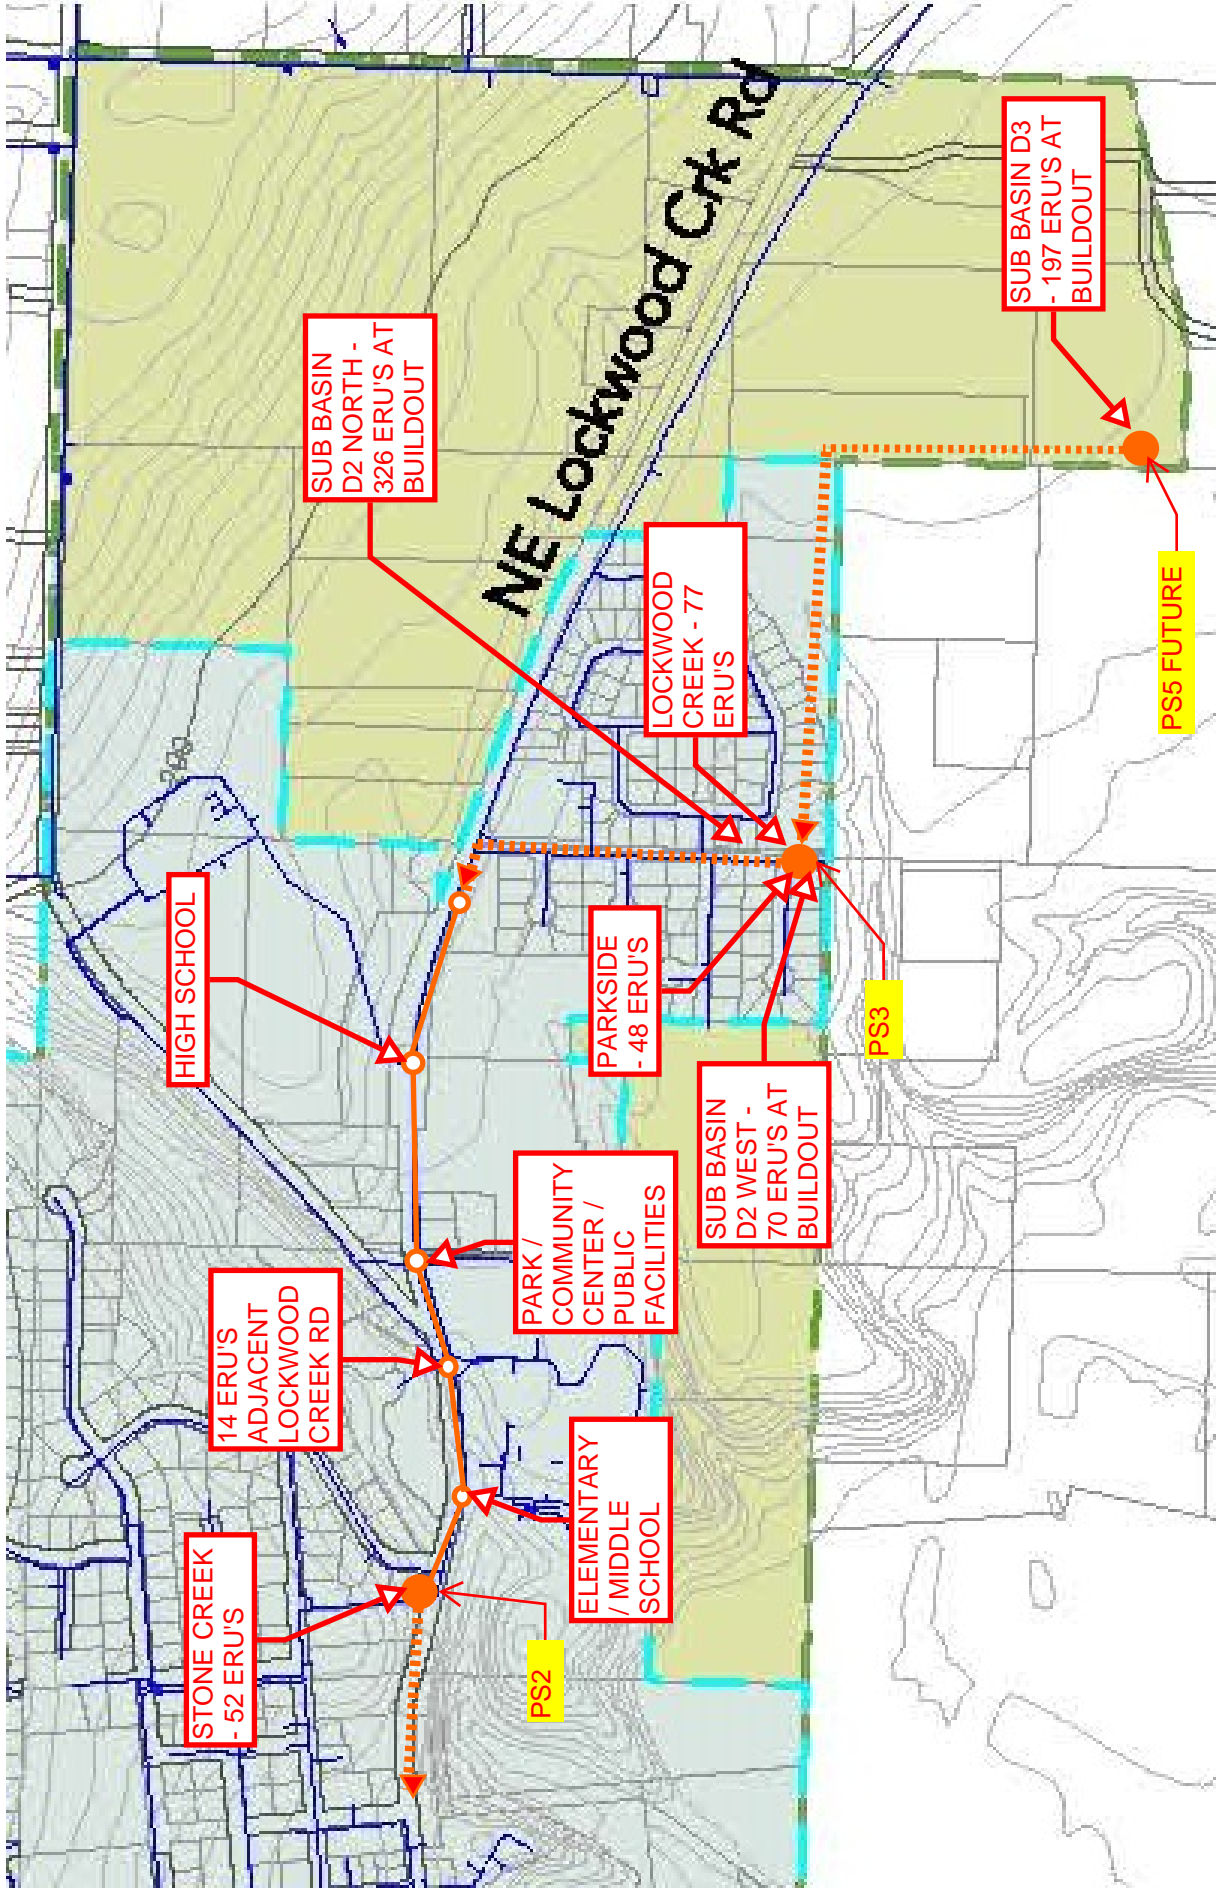 STONE CREEK
- 52 ERU'S
14 ERU'S
ADJACENT
LOCKWOOD
CREEK RD
HIGH SCHOOL
200
SUB BASIN
D2 NORTH -
326 ERU'S AT
BUILDOUT
NE Lockwood Crk Rd
PS2
ELEMENTARY
/ MIDDLE
SCHOOL
PARK /
COMMUNITY
CENTER /
PUBLIC
FACILITIES
PARKSIDE
- 48 ERU'S
LOCKWOOD
CREEK - 77
ERU'S
SUB BASIN
D2 WEST -
70 ERU'S AT
BUILDOUT
PS3
SUB BASIN D3
- 197 ERU'S AT
BUILDOUT
PS5 FUTURE